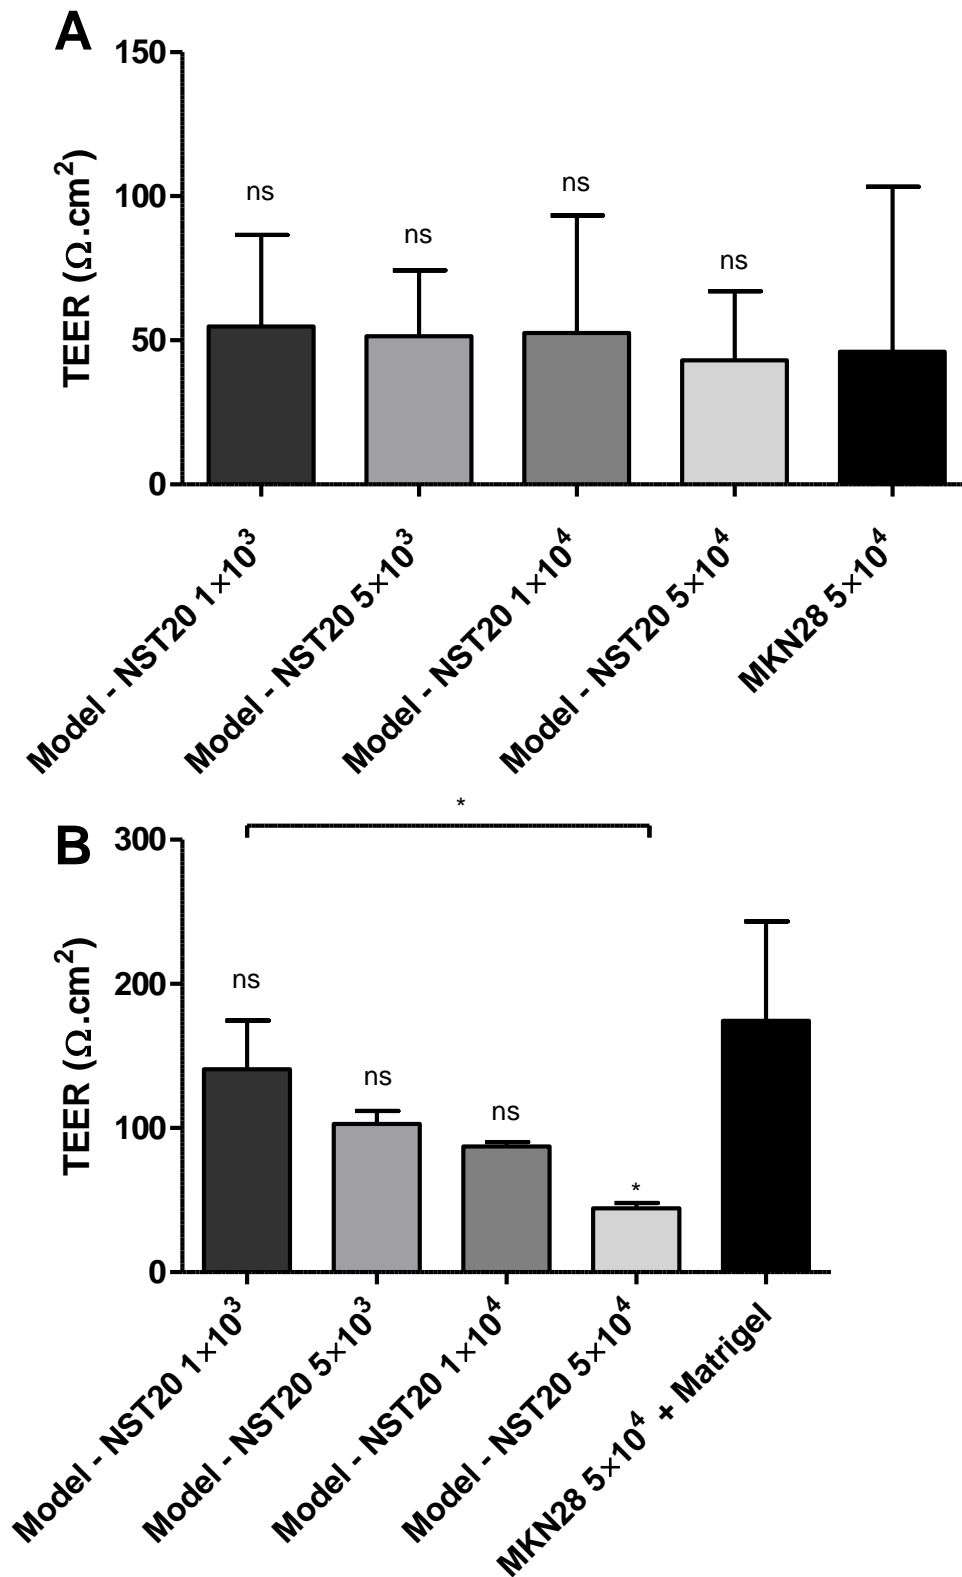 A
150
100
50
0
TEER (Ω.cm²)
ns
ns
ns
ns
Model - NST20 1×10³
Model - NST20 5×10³
Model - NST20 1×10⁴
Model - NST20 5×10⁴
MKN28 5×10⁴
B
*
300
200
100
0
TEER (Ω.cm²)
ns
ns
ns
*
Model - NST20 1×10³
Model - NST20 5×10³
Model - NST20 1×10⁴
Model - NST20 5×10⁴
MKN28 5×10⁴ + Matrigel